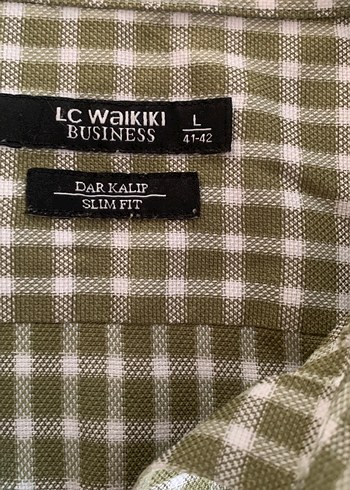 LC WAIKIKI
BUSINESS
L
41-42
DAR KALIP
SLIM FIT